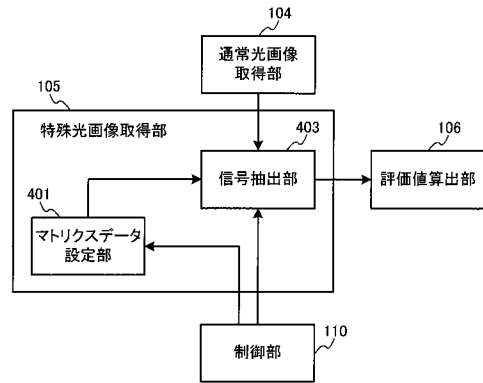 104
通常光画像
取得部
105
特殊光画像取得部
403
信号抽出部
106
評価値算出部
401
マトリクスデータ
設定部
制御部
110